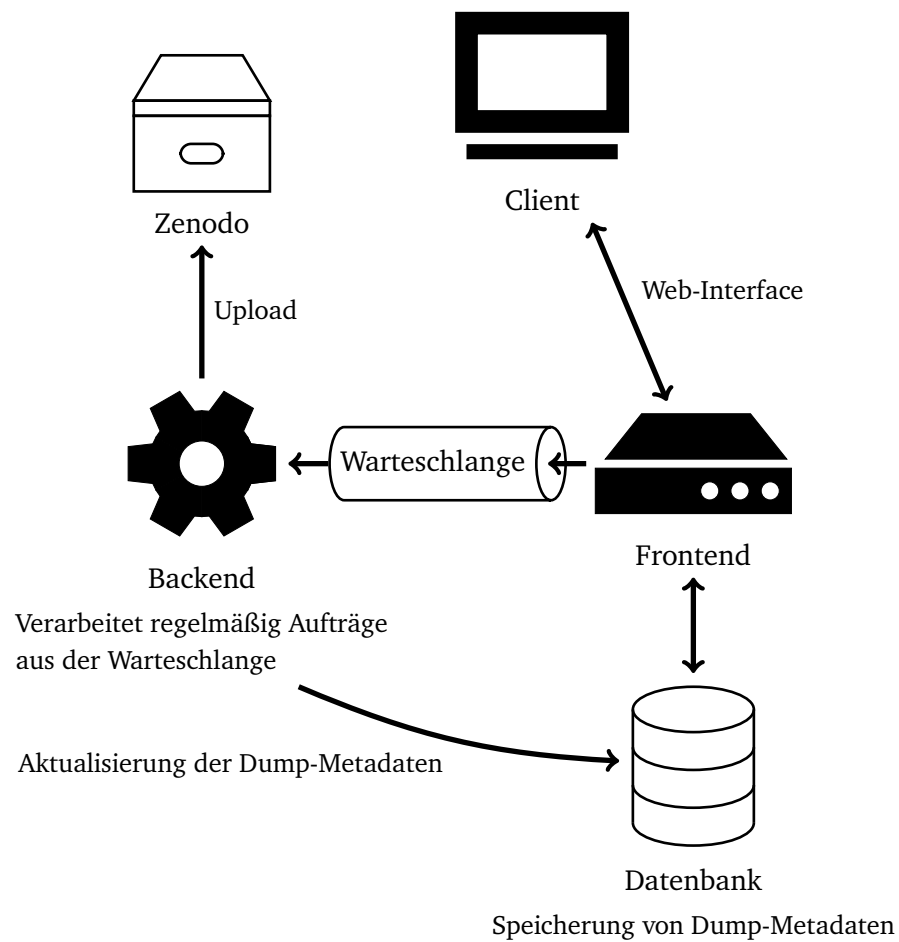 Client
Zenodo
Web-Interface
Upload
Warteschlange
Frontend
Backend
Verarbeitet regelmäßig Aufträge
aus der Warteschlange
Aktualisierung der Dump-Metadaten
Datenbank
Speicherung von Dump-Metadaten